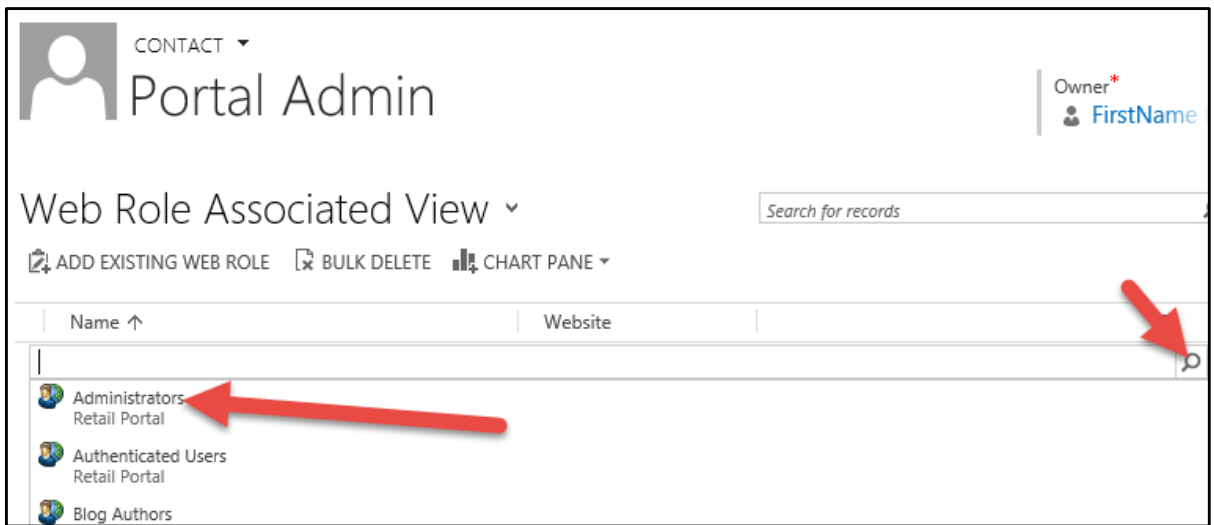 CONTACT
Portal Admin
Owner*
FirstName
Web Role Associated View
Search for records
ADD EXISTING WEB ROLE BULK DELETE CHART PANE
Name Website
Administrators
Retail Portal
Authenticated Users
Retail Portal
Blog Authors